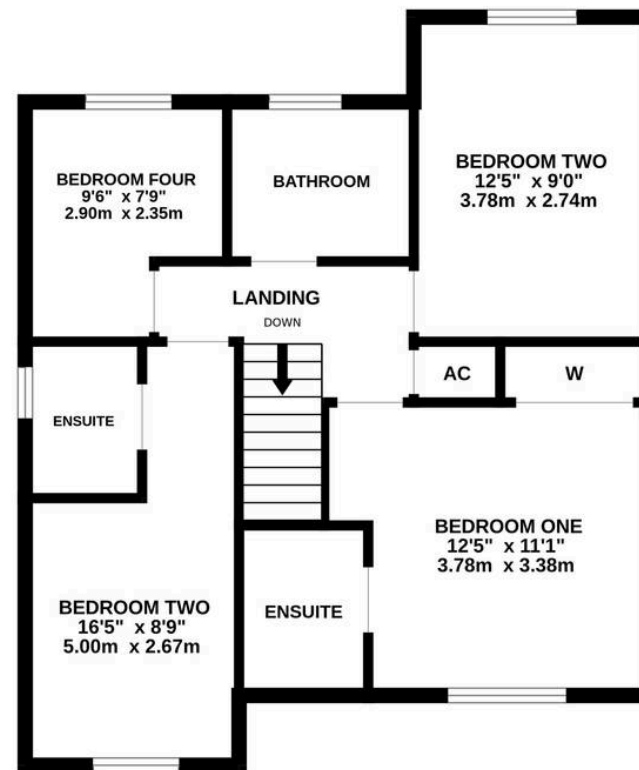 BEDROOM FOUR
9'6" x 7'9"
2.90m x 2.35m
BATHROOM
BEDROOM TWO
12'5" x 9'0"
3.78m x 2.74m
LANDING
DOWN
AC
W
ENSUITE
BEDROOM ONE
12'5" x 11'1"
3.78m x 3.38m
BEDROOM TWO
16'5" x 8'9"
5.00m x 2.67m
ENSUITE